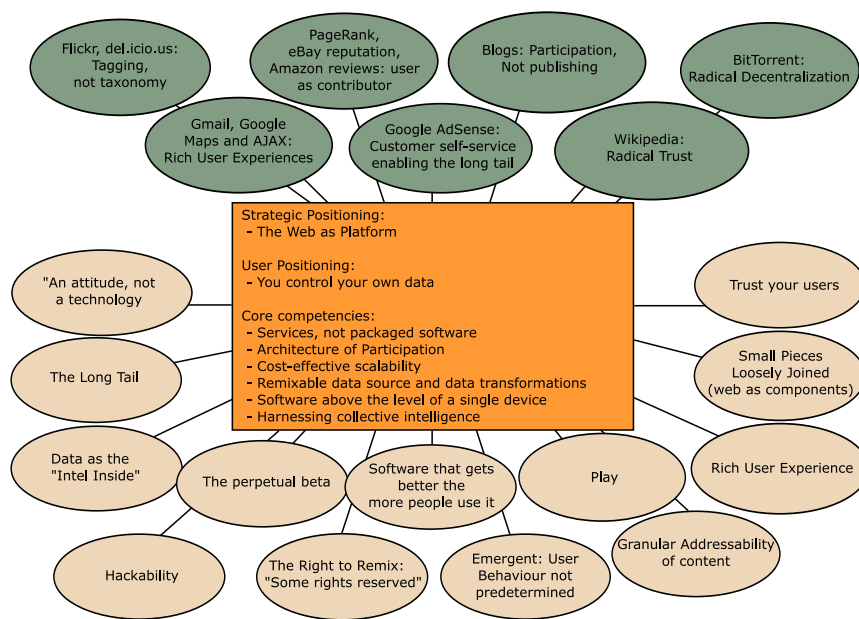 Flickr, del.icio.us:
Tagging,
not taxonomy
PageRank,
eBay reputation,
Amazon reviews: user
as contributor
Blogs: Participation,
Not publishing
BitTorrent:
Radical Decentralization
Gmail, Google
Maps and AJAX:
Rich User Experiences
Google AdSense:
Customer self-service
enabling the long tail
Wikipedia:
Radical Trust
Strategic Positioning:
- The Web as Platform
User Positioning:
- You control your own data
Core competencies:
- Services, not packaged software
- Architecture of Participation
- Cost-effective scalability
- Remixable data source and data transformations
- Software above the level of a single device
- Harnessing collective intelligence
"An attitude, not
a technology
Trust your users
The Long Tail
Small Pieces
Loosely Joined
(web as components)
Data as the
"Intel Inside"
The perpetual beta
Software that gets
better the
more people use it
Play
Rich User Experience
Hackability
The Right to Remix:
"Some rights reserved"
Emergent: User
Behaviour not
predetermined
Granular Addressability
of content